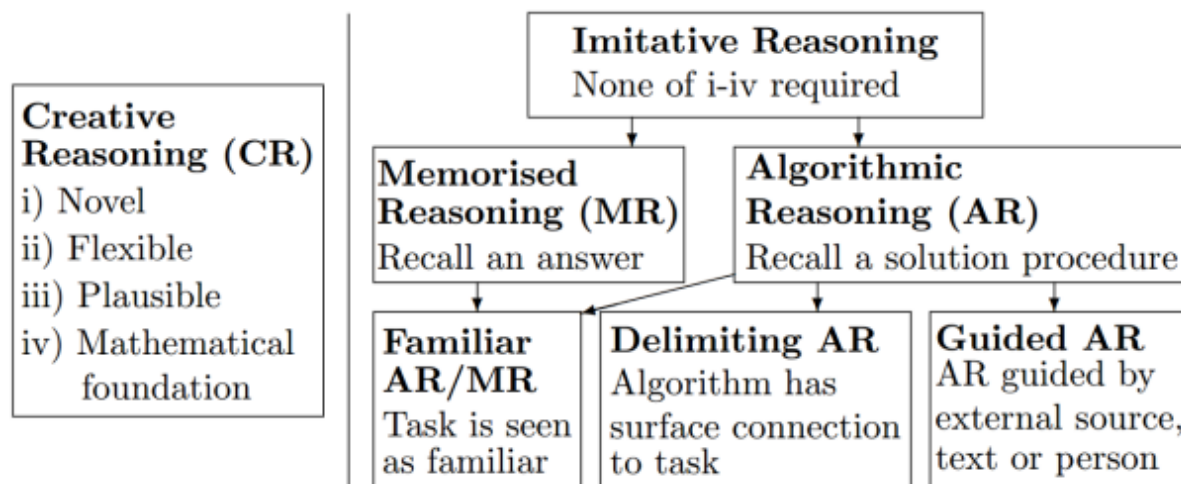 Creative
Reasoning (CR)
i) Novel
ii) Flexible
iii) Plausible
iv) Mathematical
foundation
Imitative Reasoning
None of i-iv required
Memorised
Reasoning (MR)
Recall an answer
Algorithmic
Reasoning (AR)
Recall a solution procedure
Familiar
AR/MR
Task is seen
as familiar
Delimiting AR
Algorithm has
surface connection
to task
Guided AR
AR guided by
external source,
text or person